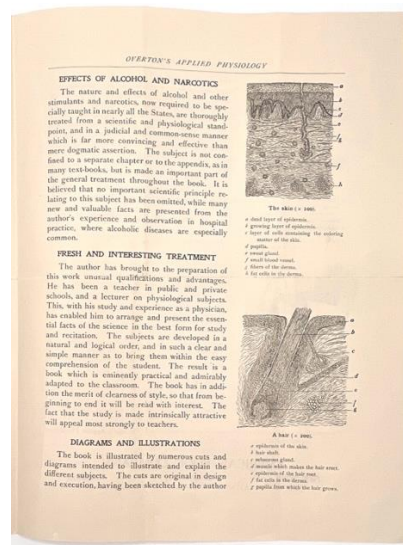 OVERTON'S APPLIED PHYSIOLOGY
EFFECTS OF ALCOHOL AND NARCOTICS
The nature and effects of alcohol and other
stimulants and narcotics, now required to be spe-
cially taught in nearly all the States, are thoroughly
treated from a scientific and physiological stand-
point, and in a judicial and common-sense manner
which is far more convincing and effective than
mere dogmatic assertion. The subject is not con-
fined to a separate chapter or to the appendix, as in
many text-books, but is made an important part of
the general treatment throughout the book. It is
believed that no important scientific principle re-
lating to this subject has been omitted, while many
new and valuable facts are presented from the
author's experience and observation in hospital
practice, where alcoholic diseases are especially
common.
FRESH AND INTERESTING TREATMENT
The author has brought to the preparation of
this work unusual qualifications and advantages.
He has been a teacher in public and private
schools, and a lecturer on physiological subjects.
This, with his study and experience as a physician,
has enabled him to arrange and present the essen-
tial facts of the science in the best form for study
and recitation. The subjects are developed in a
natural and logical order, and in such a clear and
simple manner as to bring them within the easy
comprehension of the student. The result is a
book which is eminently practical and admirably
adapted to the classroom. The book has in addi-
tion the merit of clearness of style, so that from be-
ginning to end it will be read with interest. The
fact that the study is made intrinsically attractive
will appeal most strongly to teachers.
DIAGRAMS AND ILLUSTRATIONS
The book is illustrated by numerous cuts and
diagrams intended to illustrate and explain the
different subjects. The cuts are original in design
and execution, having been sketched by the author
The skin (× 100).
a dead layer of epidermis.
b growing layer of epidermis.
c layer of cells containing the coloring
matter of the skin.
d papilla.
e sweat gland.
f small blood vessel.
g fibers of the derma.
h fat cells in the derma.
A hair (× 200).
a epidermis of the skin.
b hair shaft.
c sebaceous gland.
d muscle which makes the hair erect.
e epidermis of the hair root.
f fat cells in the derma.
g papilla from which the hair grows.